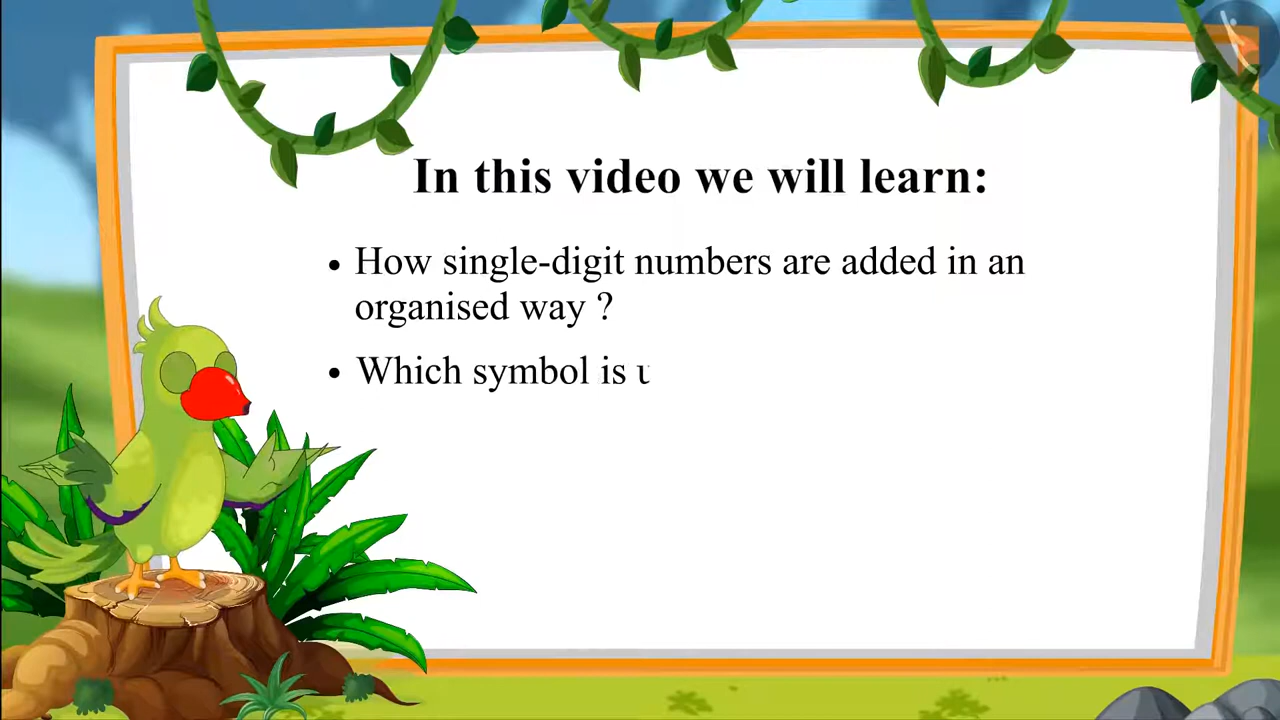 In this video we will learn:
• How single-digit numbers are added in an
organised way ?
• Which symbol is